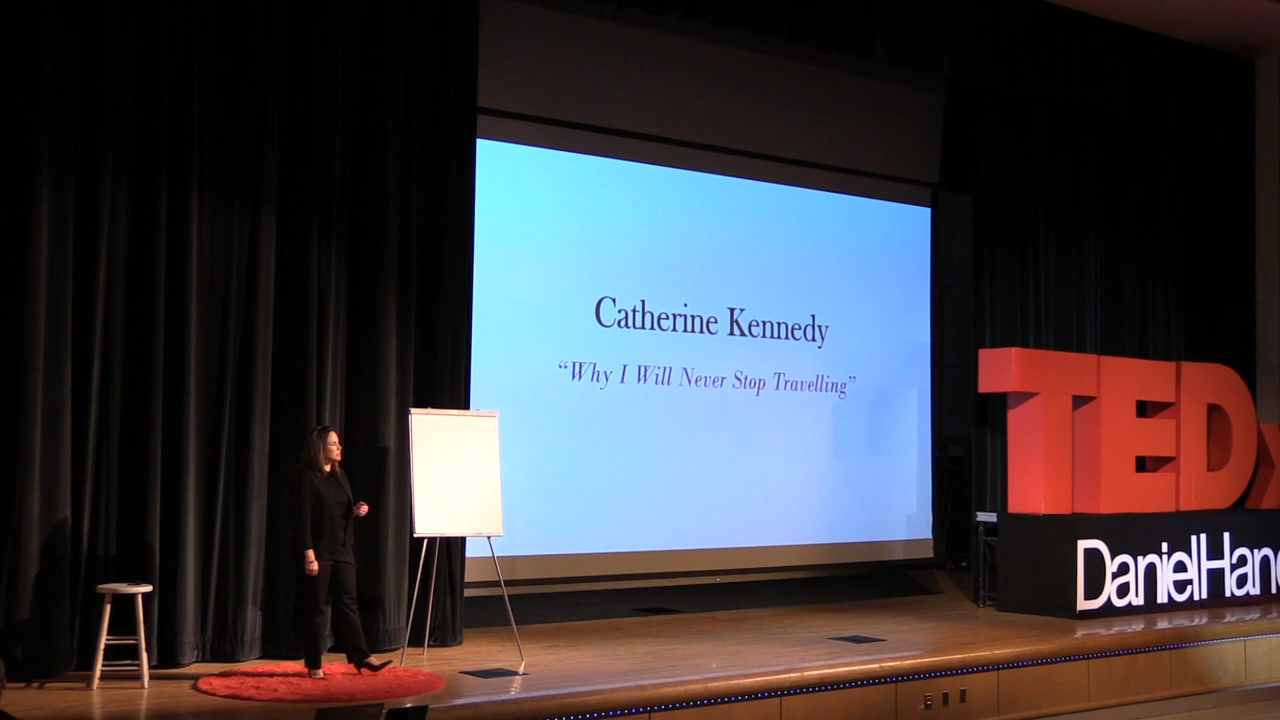 Catherine Kennedy
“Why I Will Never Stop Travelling”
TEDx
DanielHan